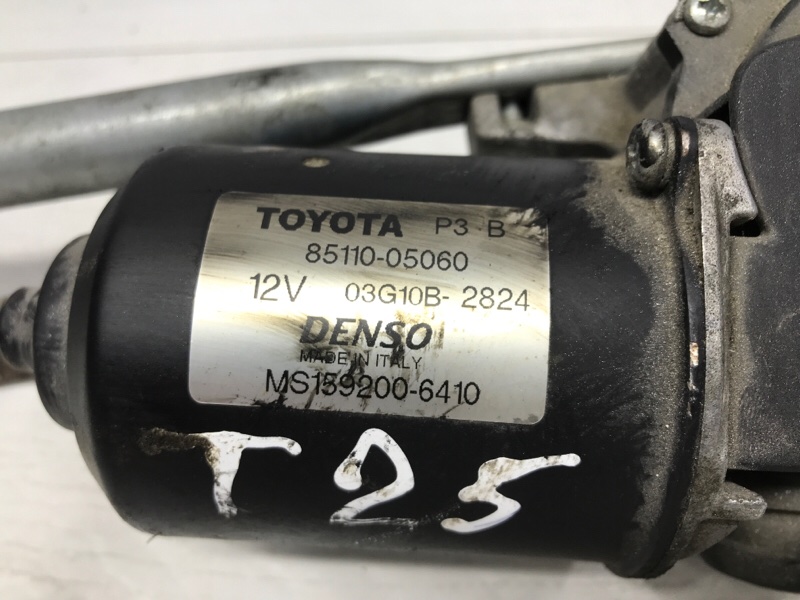 TOYOTA P3 B
85110-05060
12V 03G10B-2824
DENSO
MADE IN ITALY
MS159200-6410
T25